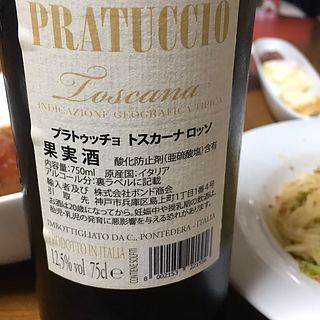 PRATUCCIO
Toscana
INDICAZIONE GEOGRAFICA TIPICA
プラトゥッチョ トスカーナ ロッソ
果実酒 酸化防止剤(亜硫酸塩)含有
内容量:750ml 原産国:イタリア
アルコール分:裏ラベルに記載
輸入者及び 株式会社ボンド商会
引 取 先 神戸市兵庫区島上町1丁目1番4号
お酒は20歳になってから。妊娠中や授乳期の飲酒は、
胎児・乳児の発育に悪影響を与える恐れがあります。
IMBOTTIGLIATO DA C., PONTEDERA - ITALIA
PRODOTTO IN ITALIA
12,5% vol 75cl e
CONTIENE SOLFITI